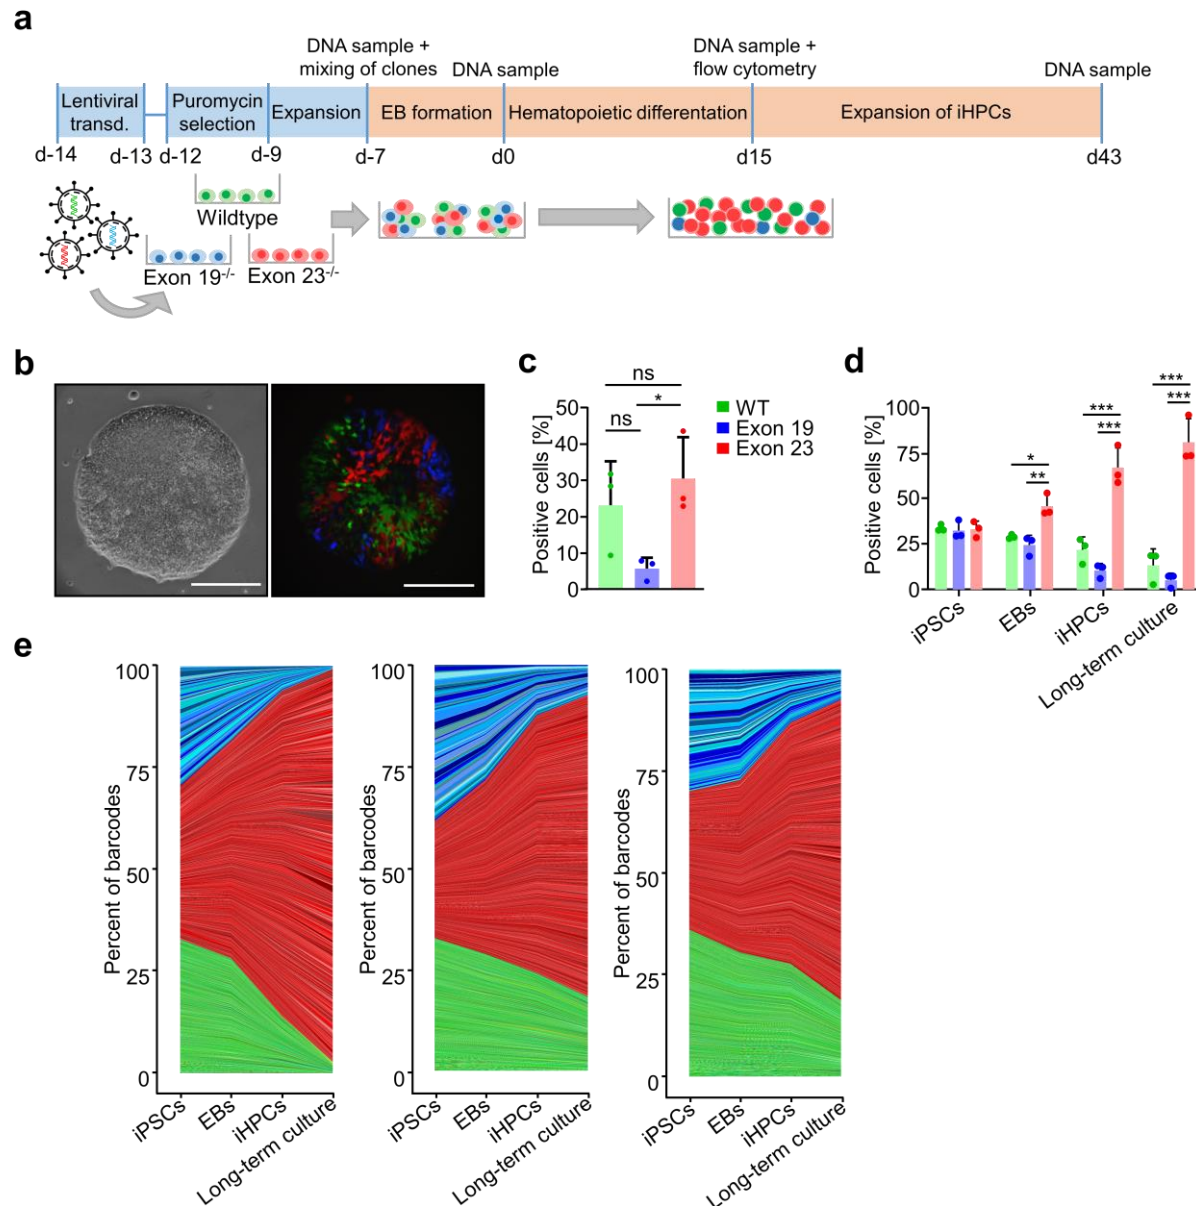 a
DNA sample +
mixing of clones
DNA sample
DNA sample +
flow cytometry
DNA sample
Lentiviral
transd.
Puromycin
selection
Expansion
EB formation
Hematopoietic differentation
Expansion of iHPCs
d-14
d-13
d-12
d-9
d-7
d0
d15
d43
Wildtype
Exon 19-/-
Exon 23-/-
b
c
Positive cells [%]
50
40
30
20
10
0
ns
ns
*
WT
Exon 19
Exon 23
d
Positive cells [%]
100
75
50
25
0
*
**
***
***
***
***
iPSCs
EBs
iHPCs
Long-term culture
e
Percent of barcodes
100
75
50
25
0
iPSCs
EBs
iHPCs
Long-term culture
Percent of barcodes
100
75
50
25
0
iPSCs
EBs
iHPCs
Long-term culture
Percent of barcodes
100
75
50
25
0
iPSCs
EBs
iHPCs
Long-term culture